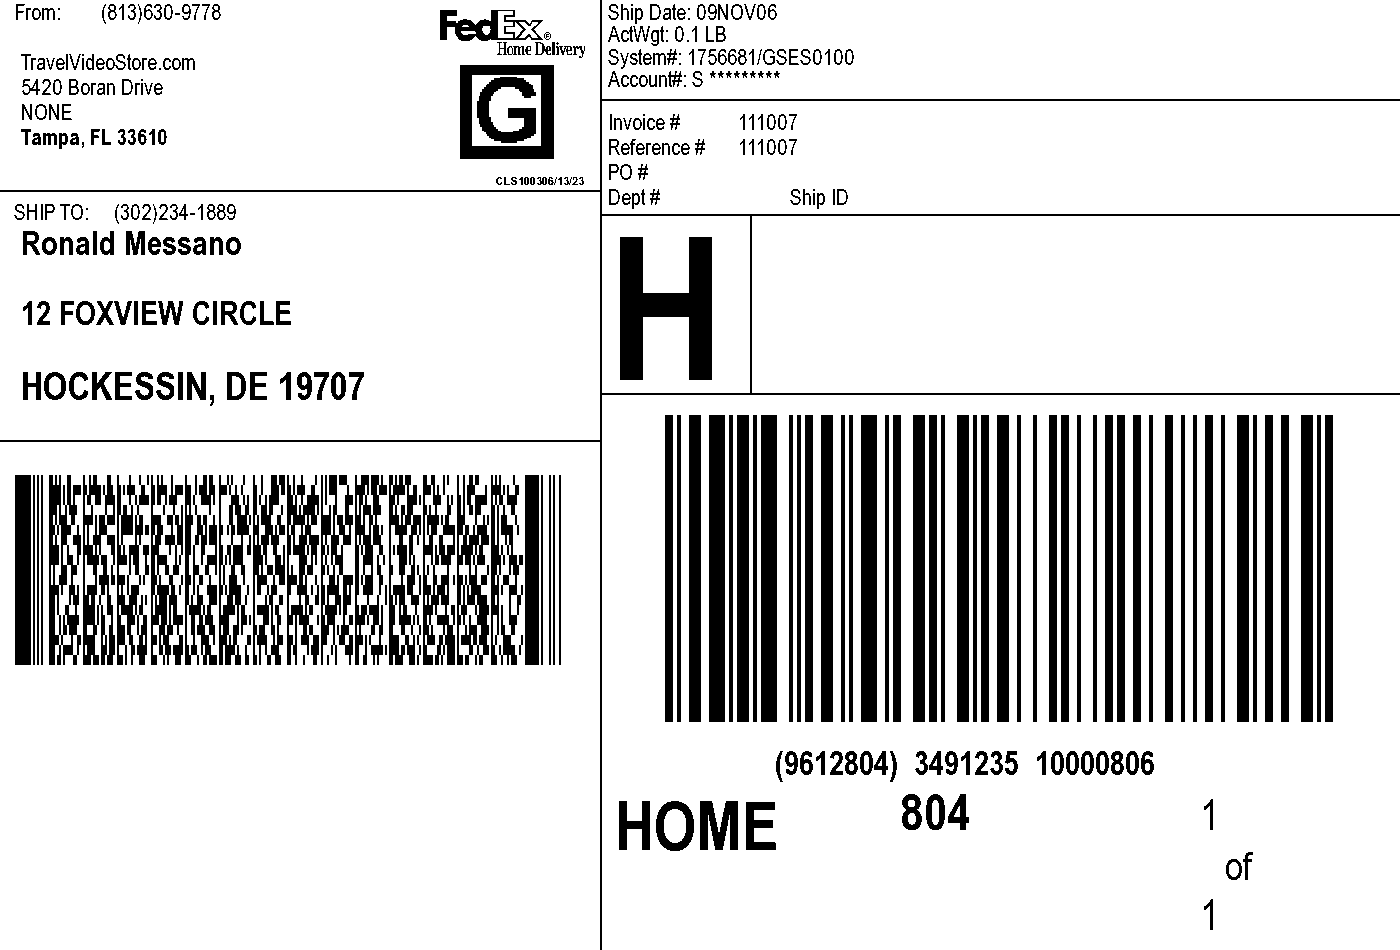 From: (813)630-9778
TravelVideoStore.com
5420 Boran Drive
NONE
Tampa, FL 33610
FedEx®
Home Delivery
G
CLS100306/13/23
Ship Date: 09NOV06
ActWgt: 0.1 LB
System#: 1756681/GSES0100
Account#: S *********
Invoice # 111007
Reference # 111007
PO #
Dept # Ship ID
SHIP TO: (302)234-1889
Ronald Messano
12 FOXVIEW CIRCLE
HOCKESSIN, DE 19707
H
(9612804) 3491235 10000806
HOME 804 1
of
1